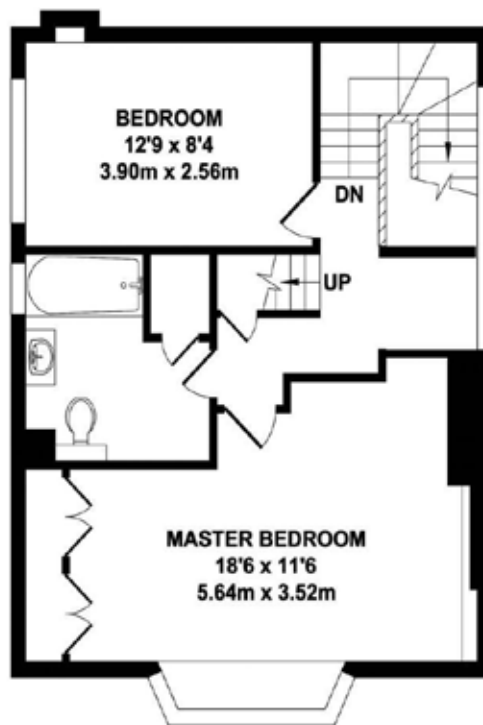 BEDROOM
12'9 x 8'4
3.90m x 2.56m
DN
UP
MASTER BEDROOM
18'6 x 11'6
5.64m x 3.52m